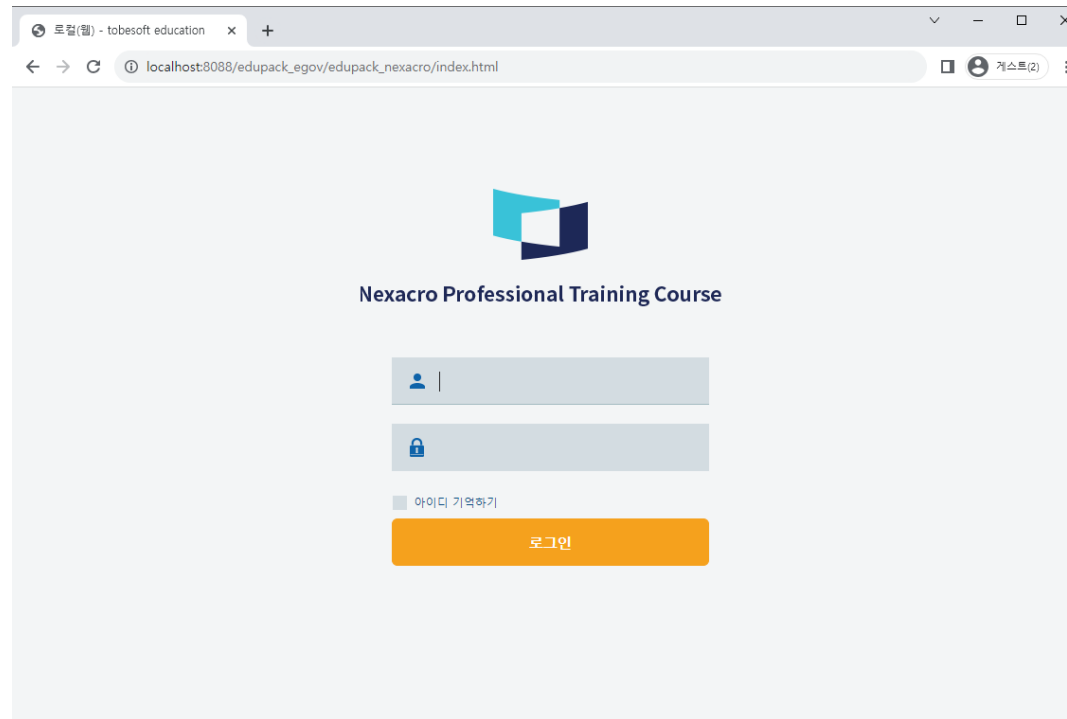 로컬(웹) - tobesoft education
localhost:8088/edupack_egov/edupack_nexacro/index.html
게스트(2)
Nexacro Professional Training Course
아이디 기억하기
로그인